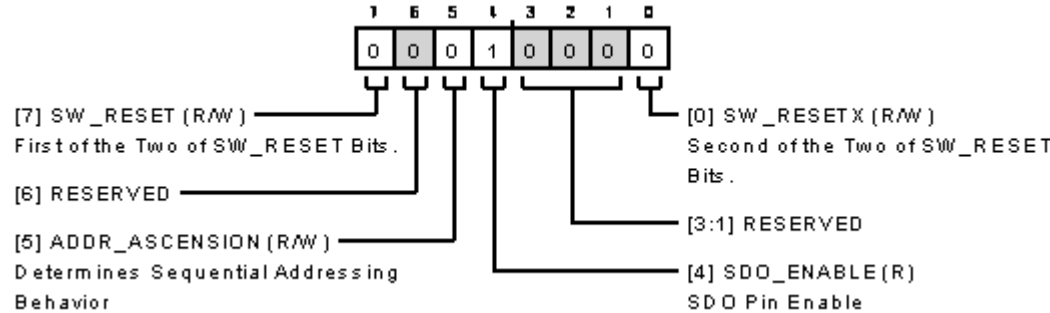 7 6 5 4 3 2 1 0
0 0 0 1 0 0 0 0
[7] SW_RESET (R/W)
First of the Two of SW_RESET Bits.
[6] RESERVED
[5] ADDR_ASCENSION (R/W)
Determines Sequential Addressing
Behavior
[0] SW_RESETX (R/W)
Second of the Two of SW_RESET
Bits.
[3:1] RESERVED
[4] SDO_ENABLE (R)
SDO Pin Enable